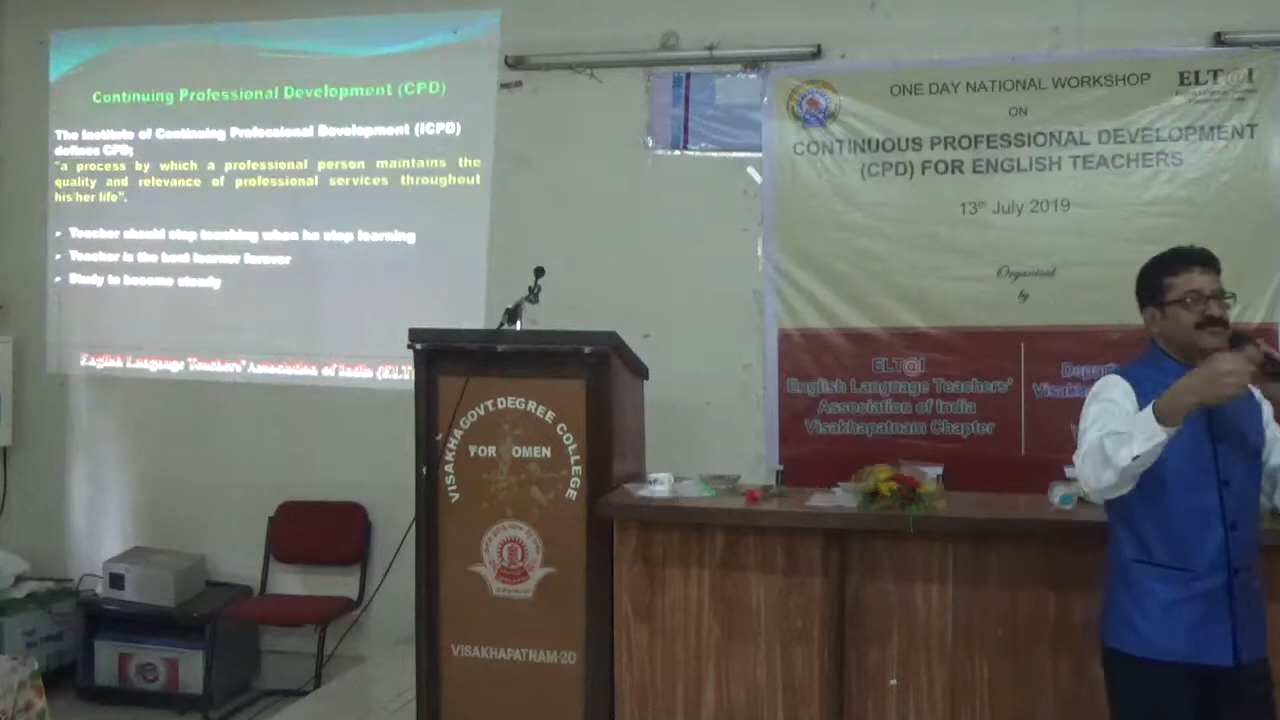 Continuing Professional Development (CPD)
The Institute of Continuing Professional Development (ICPD)
defines CPD;
"a process by which a professional person maintains the
quality and relevance of professional services throughout
his/her life".
Teacher should stop teaching when he stop learning
Teacher is the best learner forever
Study to become steady
English Language Teachers' Association of India (ELT
ONE DAY NATIONAL WORKSHOP
ON
CONTINUOUS PROFESSIONAL DEVELOPMENT
(CPD) FOR ENGLISH TEACHERS
13th July 2019
Organised
by
ELT@I
ELT@I
English Language Teachers'
Association of India
Visakhapatnam Chapter
VISAKHA GOVT. DEGREE COLLEGE
FOR OMEN
VISAKHAPATNAM-20